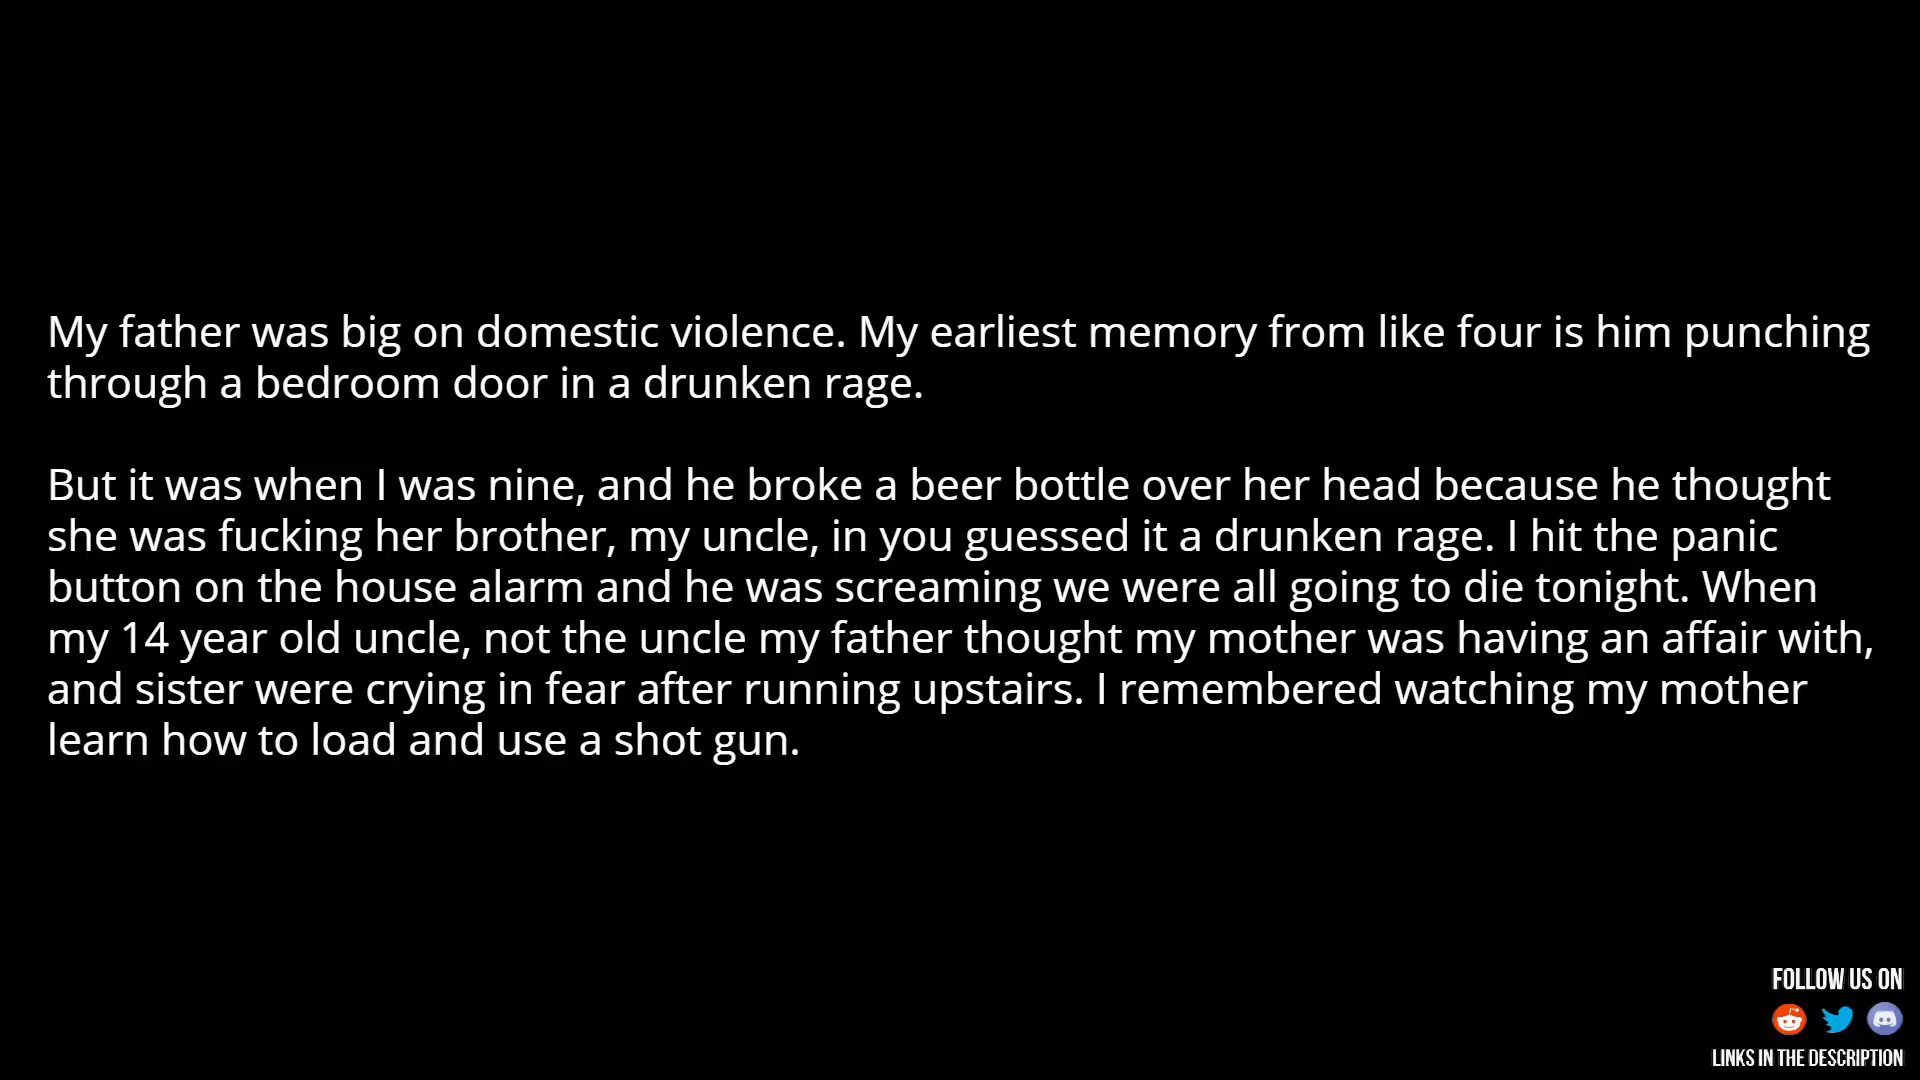 My father was big on domestic violence. My earliest memory from like four is him punching
through a bedroom door in a drunken rage.
But it was when I was nine, and he broke a beer bottle over her head because he thought
she was fucking her brother, my uncle, in you guessed it a drunken rage. I hit the panic
button on the house alarm and he was screaming we were all going to die tonight. When
my 14 year old uncle, not the uncle my father thought my mother was having an affair with,
and sister were crying in fear after running upstairs. I remembered watching my mother
learn how to load and use a shot gun.
FOLLOW US ON
LINKS IN THE DESCRIPTION